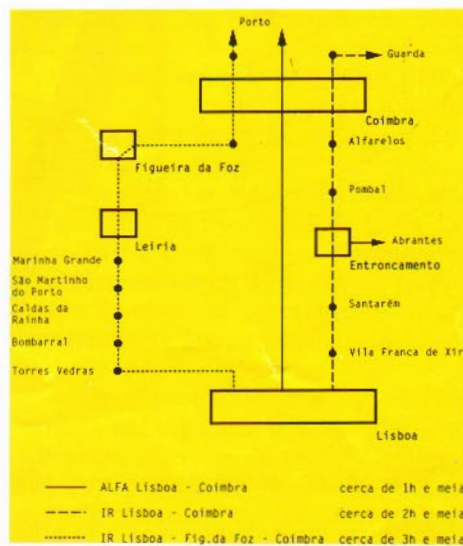 Porto
Guarda
Coimbra
Alfarelos
Figueira da Foz
Pombal
Leiria
Abrantes
Entroncamento
Marinha Grande
São Martinho
do Porto
Santarém
Caldas da
Rainha
Bombarral
Vila Franca de Xir
Torres Vedras
Lisboa
ALFA Lisboa - Coimbra cerca de 1h e meia
IR Lisboa - Coimbra cerca de 2h e meia
IR Lisboa - Fig.da Foz - Coimbra cerca de 3h e meia